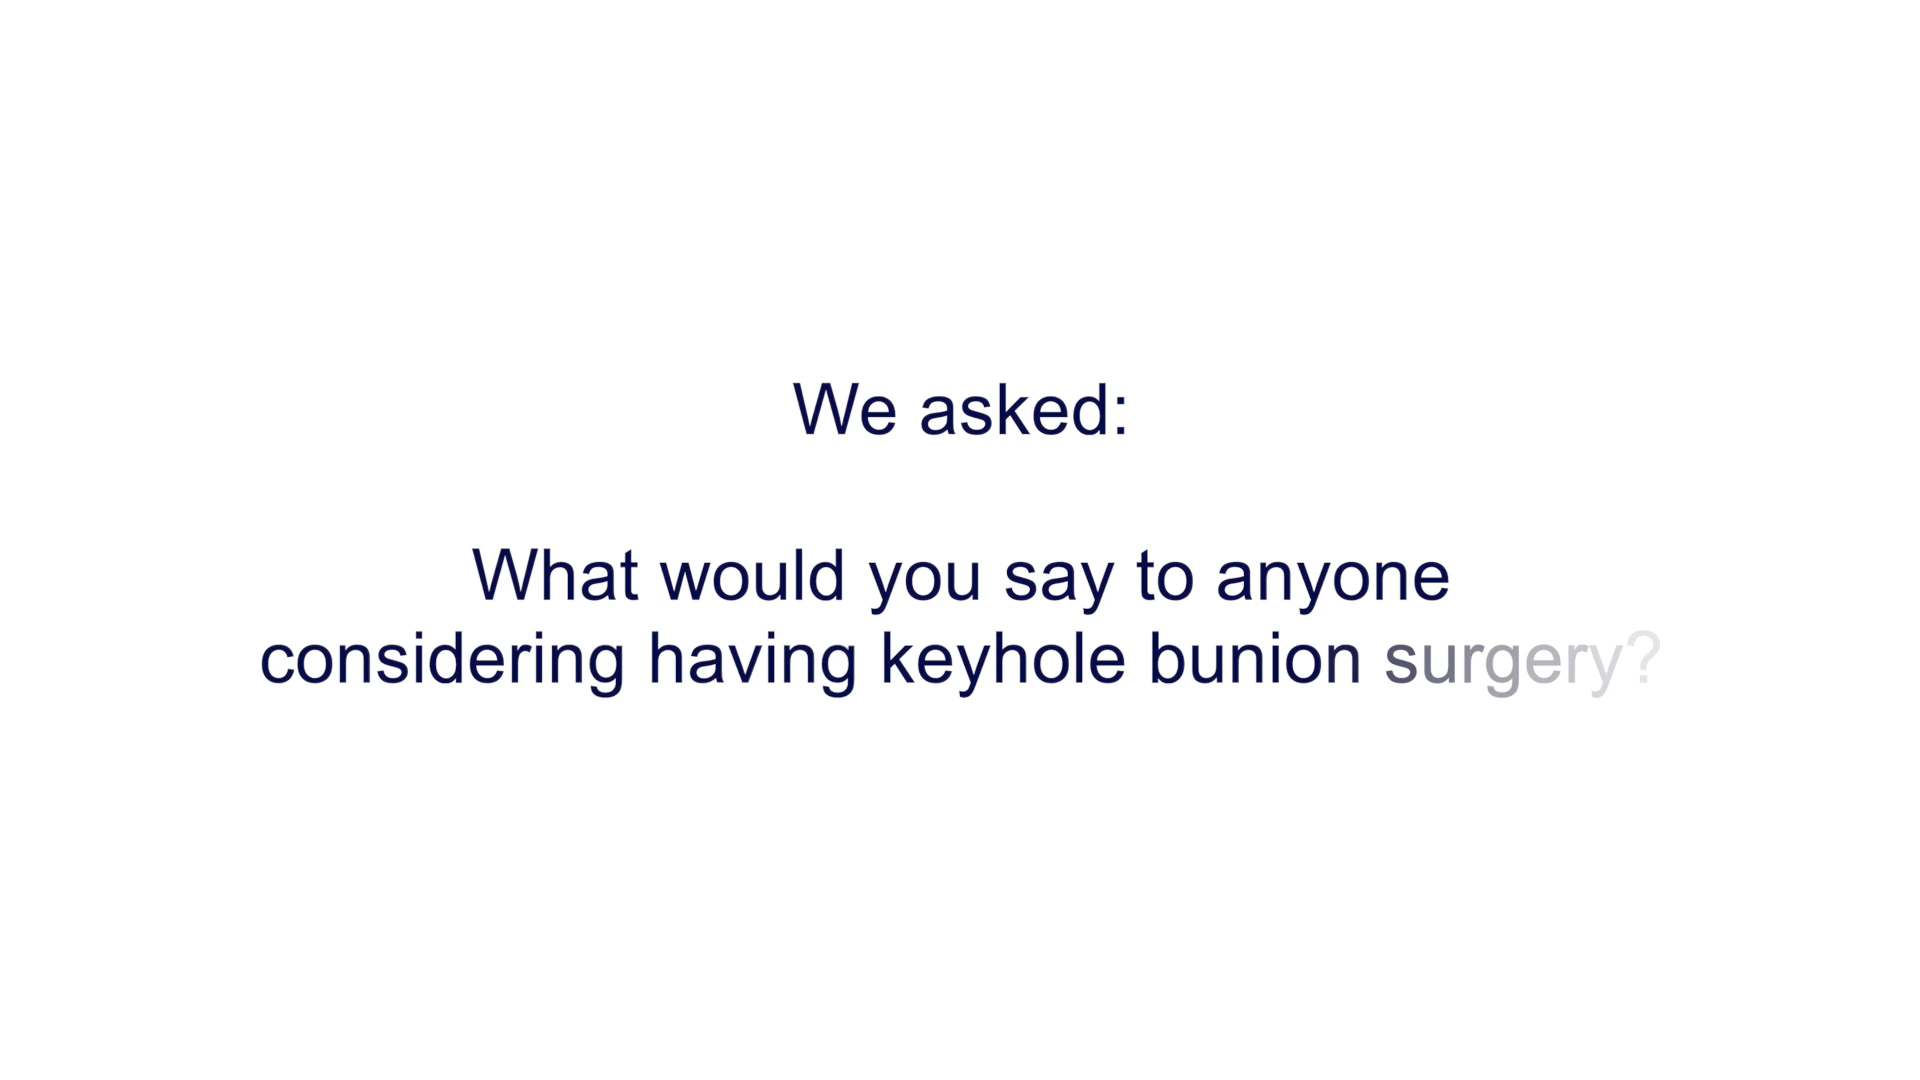 We asked:
What would you say to anyone
considering having keyhole bunion surgery?